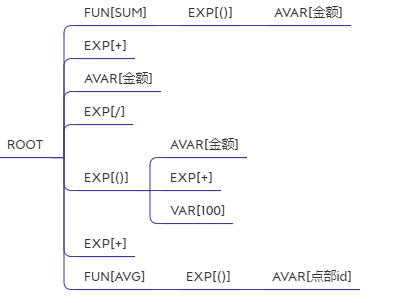 FUN[SUM] EXP[()] AVAR[金额]
EXP[+]
AVAR[金额]
EXP[/]
ROOT
AVAR[金额]
EXP[()] EXP[+]
VAR[100]
EXP[+]
FUN[AVG] EXP[()] AVAR[点部id]